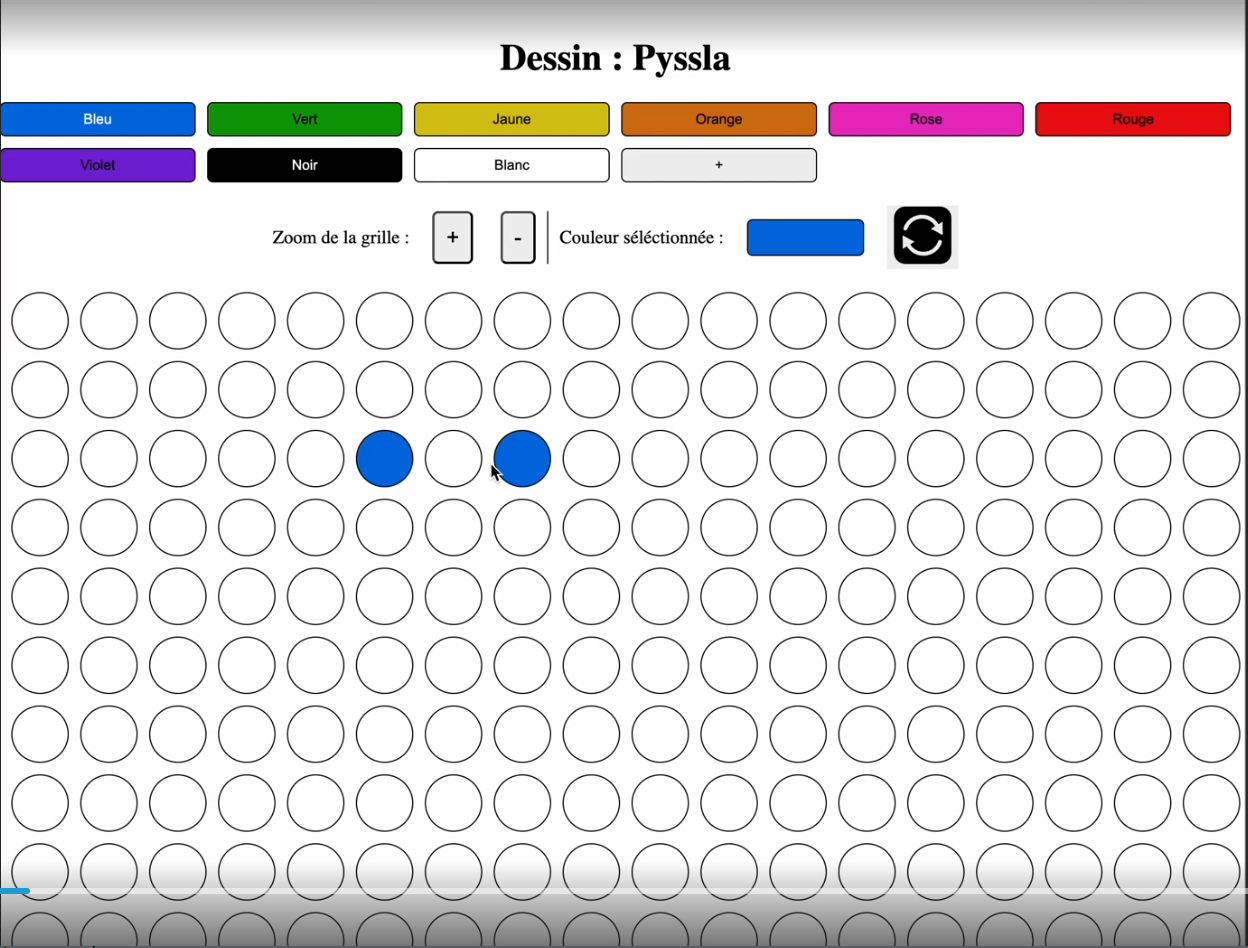 Dessin : Pyssla
Bleu Vert Jaune Orange Rose Rouge
Violet Noir Blanc +
Zoom de la grille : + - Couleur séléctionnée :